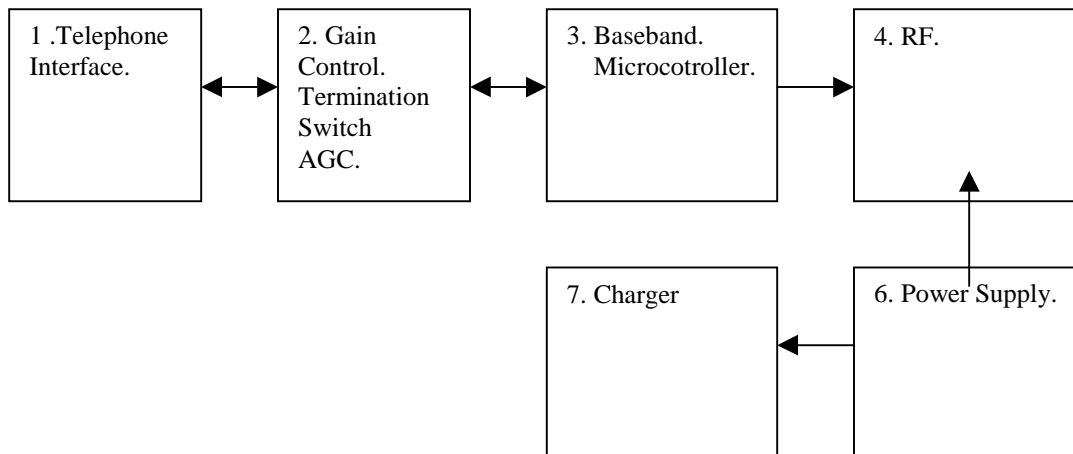 1 .Telephone
Interface.
2. Gain
Control.
Termination
Switch
AGC.
3. Baseband.
Microcotroller.
4. RF.
7. Charger
6. Power Supply.